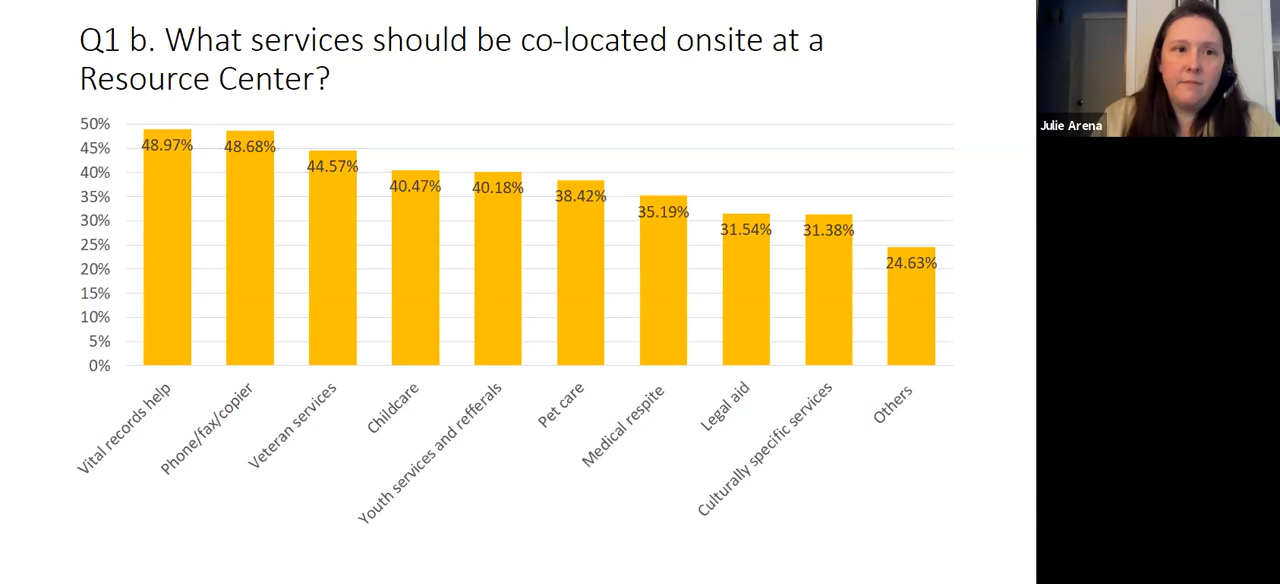 Q1 b. What services should be co-located onsite at a
Resource Center?
Julie Arena
50%
45%
40%
35%
30%
25%
20%
15%
10%
5%
0%
48.97%
48.68%
44.57%
40.47%
40.18%
38.42%
35.19%
31.54%
31.38%
24.63%
Vital records help
Phone/fax/copier
Veteran services
Childcare
Youth services and refferals
Pet care
Medical respite
Legal aid
Culturally specific services
Others